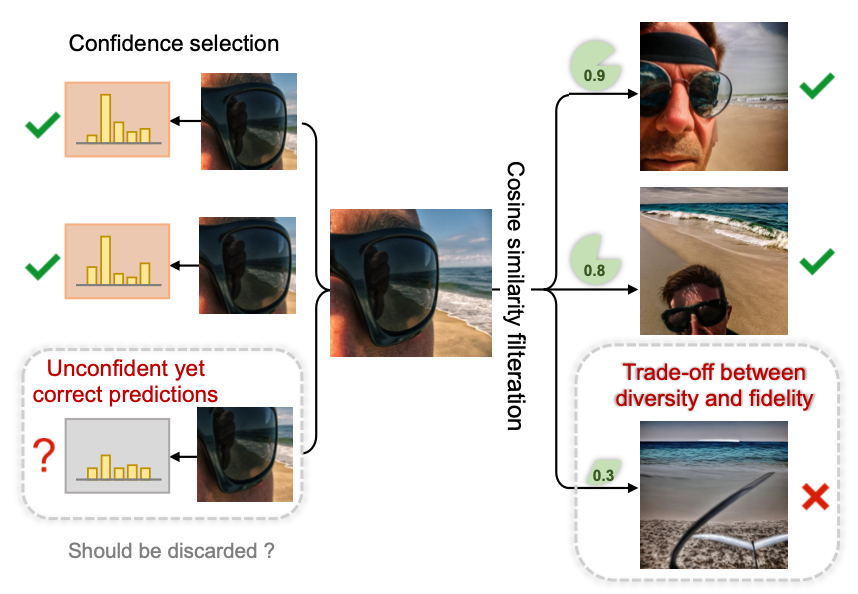 Confidence selection
Unconfident yet
correct predictions
?
Should be discarded ?
Cosine similarity filteration
0.9
0.8
Trade-off between
diversity and fidelity
0.3